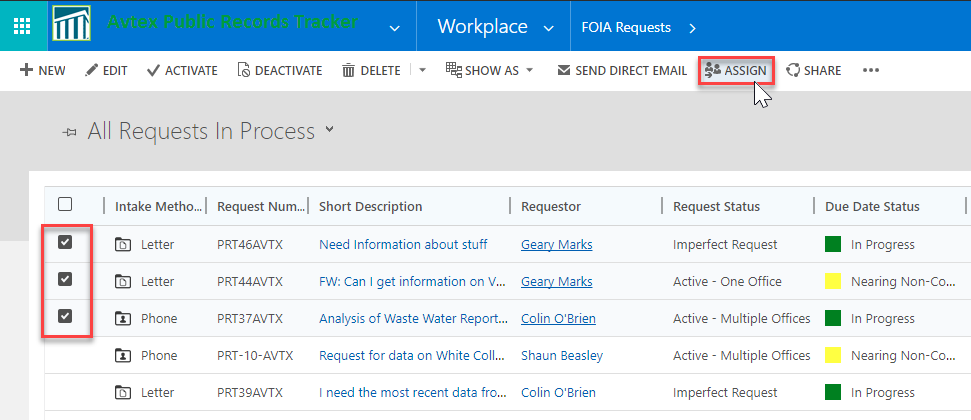 Avtex Public Records Tracker Workplace FOIA Requests
NEW EDIT ACTIVATE DEACTIVATE DELETE SHOW AS SEND DIRECT EMAIL ASSIGN SHARE
All Requests In Process
Intake Metho... Request Num... Short Description Requestor Request Status Due Date Status
Letter PRT46AVTX Need Information about stuff Geary Marks Imperfect Request In Progress
Letter PRT44AVTX FW: Can I get information on V... Geary Marks Active - One Office Nearing Non-Co...
Phone PRT37AVTX Analysis of Waste Water Report... Colin O'Brien Active - Multiple Offices In Progress
Phone PRT-10-AVTX Request for data on White Coll... Shaun Beasley Active - Multiple Offices Nearing Non-Co...
Letter PRT39AVTX I need the most recent data fro... Colin O'Brien Imperfect Request In Progress